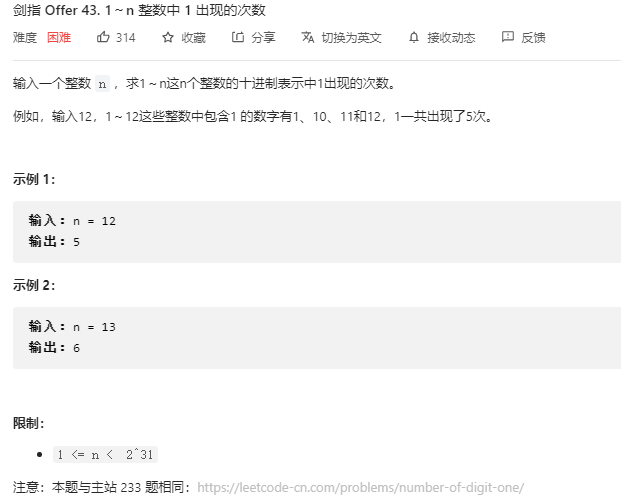 剑指 Offer 43. 1～n 整数中 1 出现的次数
难度 困难 314 收藏 分享 切换为英文 接收动态 反馈
输入一个整数 n ，求1～n这n个整数的十进制表示中1出现的次数。
例如，输入12，1～12这些整数中包含1 的数字有1、10、11和12，1一共出现了5次。
示例 1：
输入：n = 12
输出：5
示例 2：
输入：n = 13
输出：6
限制：
1 <= n < 2^31
注意：本题与主站 233 题相同：https://leetcode-cn.com/problems/number-of-digit-one/